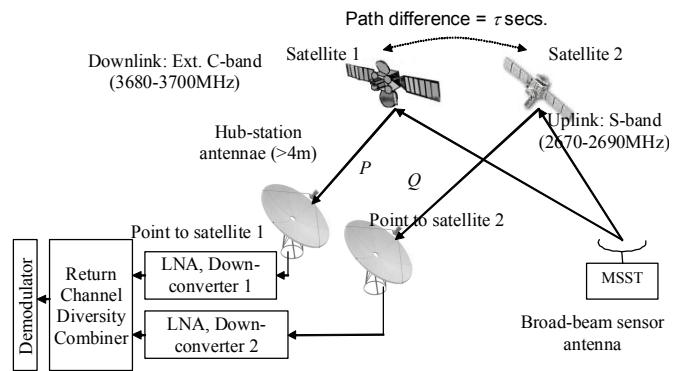 Path difference = τ secs.
Satellite 1
Satellite 2
Downlink: Ext. C-band
(3680-3700MHz)
Uplink: S-band
(2670-2690MHz)
Hub-station
antennae (>4m)
P
Q
Point to satellite 1
Point to satellite 2
Demodulator
Return
Channel
Diversity
Combiner
LNA, Down-
converter 1
LNA, Down-
converter 2
MSST
Broad-beam sensor
antenna